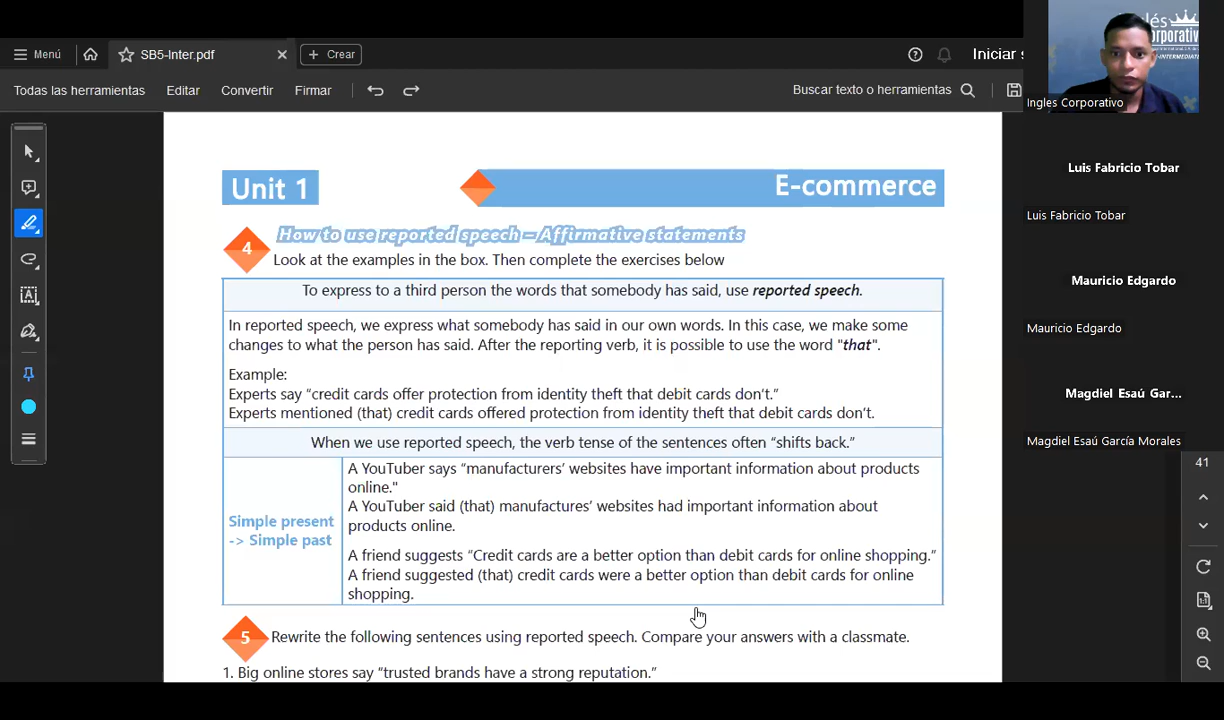 Menú
SB5-Inter.pdf
Crear
Iniciar s
Todas las herramientas
Editar
Convertir
Firmar
Buscar texto o herramientas
Unit 1
E-commerce
4
How to use reported speech – Affirmative statements
Look at the examples in the box. Then complete the exercises below
To express to a third person the words that somebody has said, use reported speech.
In reported speech, we express what somebody has said in our own words. In this case, we make some
changes to what the person has said. After the reporting verb, it is possible to use the word "that".
Example:
Experts say “credit cards offer protection from identity theft that debit cards don’t.”
Experts mentioned (that) credit cards offered protection from identity theft that debit cards don’t.
When we use reported speech, the verb tense of the sentences often “shifts back.”
Simple present
-> Simple past
A YouTuber says “manufacturers’ websites have important information about products
online."
A YouTuber said (that) manufactures’ websites had important information about
products online.
A friend suggests “Credit cards are a better option than debit cards for online shopping.”
A friend suggested (that) credit cards were a better option than debit cards for online
shopping.
5
Rewrite the following sentences using reported speech. Compare your answers with a classmate.
1. Big online stores say “trusted brands have a strong reputation.”
Ingles Corporativo
Luis Fabricio Tobar
Luis Fabricio Tobar
Mauricio Edgardo
Mauricio Edgardo
Magdiel Esaú Gar...
Magdiel Esaú García Morales
41